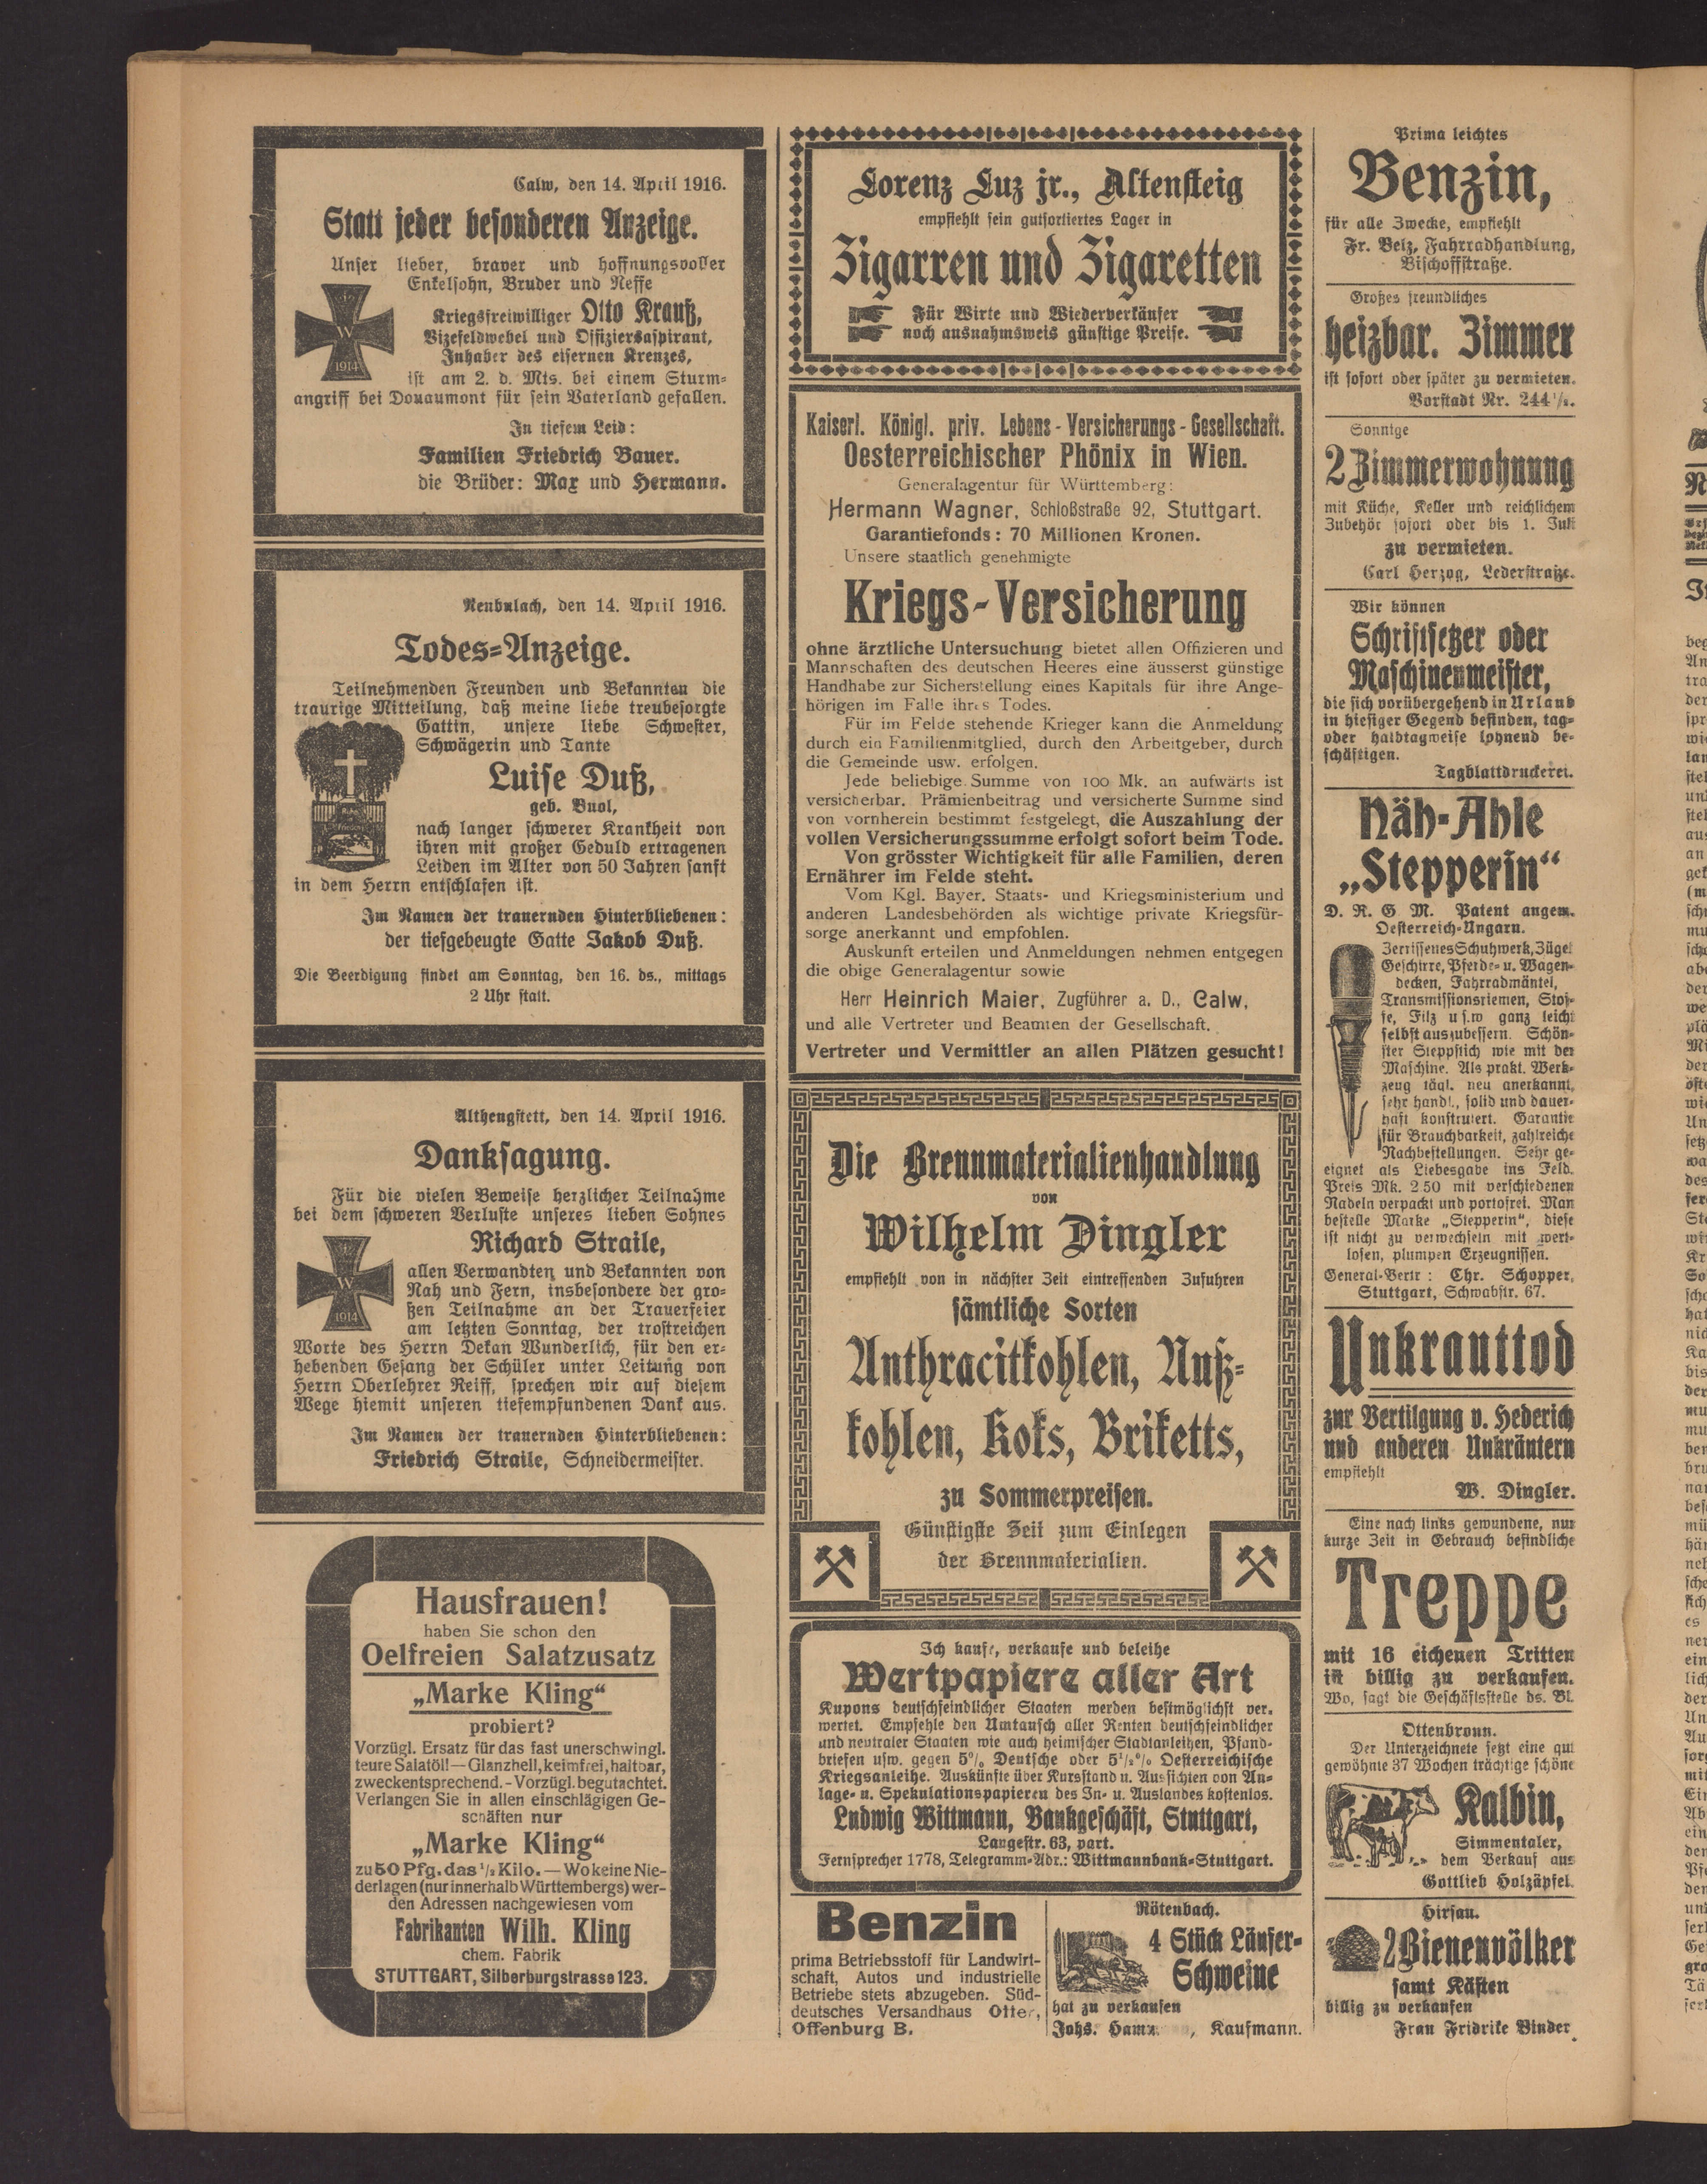 Calw, den 14. April 1916.
Statt jeder besonderen Anzeige.
Unser lieber, braver und hoffnungsvoller
Enkelsohn, Bruder und Neffe
Kriegsfreiwilliger Otto Krauß,
Vizefeldwebel und Offiziersaspirant,
Inhaber des eisernen Kreuzes,
ist am 2. d. Mts. bei einem Sturm-
angriff bei Douaumont für sein Vaterland gefallen.
W
1914
In tiefem Leid:
Familien Friedrich Bauer.
die Brüder: Max und Hermann.
Neubulach, den 14. April 1916.
Todes-Anzeige.
Teilnehmenden Freunden und Bekannten die
traurige Mitteilung, daß meine liebe treubesorgte
Gattin, unsere liebe Schwester,
Schwägerin und Tante
Luise Duß,
geb. Buol,
nach langer schwerer Krankheit von
ihren mit großer Geduld ertragenen
Leiden im Alter von 50 Jahren sanft
in dem Herrn entschlafen ist.
Im Namen der trauernden Hinterbliebenen:
der tiefgebeugte Gatte Jakob Duß.
Die Beerdigung findet am Sonntag, den 16. ds., mittags
2 Uhr statt.
Althengstett, den 14. April 1916.
Danksagung.
Für die vielen Beweise herzlicher Teilnahme
bei dem schweren Verluste unseres lieben Sohnes
Richard Straile,
allen Verwandten und Bekannten von
Nah und Fern, insbesondere der gro-
ßen Teilnahme an der Trauerfeier
am letzten Sonntag, der trostreichen
Worte des Herrn Dekan Wunderlich, für den er-
hebenden Gesang der Schüler unter Leitung von
Herrn Oberlehrer Reiff, sprechen wir auf diesem
Wege hiemit unseren tiefempfundenen Dank aus.
W
1914
Im Namen der trauernden Hinterbliebenen:
Friedrich Straile, Schneidermeister.
Hausfrauen!
haben Sie schon den
Oelfreien Salatzusatz
„Marke Kling“
probiert?
Vorzügl. Ersatz für das fast unerschwingl.
teure Salatöl! — Glanzhell, keimfrei, haltbar,
zweckentsprechend. - Vorzügl. begutachtet.
Verlangen Sie in allen einschlägigen Ge-
schäften nur
„Marke Kling“
zu 50 Pfg. das ½ Kilo. — Wo keine Nie-
derlagen (nur innerhalb Württembergs) wer-
den Adressen nachgewiesen vom
Fabrikanten Wilh. Kling
chem. Fabrik
STUTTGART, Silberburgstrasse 123.
Lorenz Luz jr., Altensteig
empfiehlt sein gutsortiertes Lager in
Zigarren und Zigaretten
Für Wirte und Wiederverkäufer
noch ausnahmsweis günstige Preise.
Kaiserl. Königl. priv. Lebens-Versicherungs-Gesellschaft.
Oesterreichischer Phönix in Wien.
Generalagentur für Württemberg:
Hermann Wagner, Schloßstraße 92, Stuttgart.
Garantiefonds: 70 Millionen Kronen.
Unsere staatlich genehmigte
Kriegs-Versicherung
ohne ärztliche Untersuchung bietet allen Offizieren und
Mannschaften des deutschen Heeres eine äusserst günstige
Handhabe zur Sicherstellung eines Kapitals für ihre Ange-
hörigen im Falle ihres Todes.
Für im Felde stehende Krieger kann die Anmeldung
durch ein Familienmitglied, durch den Arbeitgeber, durch
die Gemeinde usw. erfolgen.
Jede beliebige Summe von 100 Mk. an aufwärts ist
versicherbar. Prämienbeitrag und versicherte Summe sind
von vornherein bestimmt festgelegt, die Auszahlung der
vollen Versicherungssumme erfolgt sofort beim Tode.
Von grösster Wichtigkeit für alle Familien, deren
Ernährer im Felde steht.
Vom Kgl. Bayer. Staats- und Kriegsministerium und
anderen Landesbehörden als wichtige private Kriegsfür-
sorge anerkannt und empfohlen.
Auskunft erteilen und Anmeldungen nehmen entgegen
die obige Generalagentur sowie
Herr Heinrich Maier, Zugführer a. D., Calw,
und alle Vertreter und Beamten der Gesellschaft.
Vertreter und Vermittler an allen Plätzen gesucht!
Die Brennmaterialienhandlung
von
Wilhelm Dingler
empfiehlt von in nächster Zeit eintreffenden Zufuhren
sämtliche Sorten
Anthracitkohlen, Nuß-
kohlen, Koks, Briketts,
zu Sommerpreisen.
Günstigste Zeit zum Einlegen
der Brennmaterialien.
Ich kaufe, verkaufe und beleihe
Wertpapiere aller Art
Kupons deutschfeindlicher Staaten werden bestmöglichst ver-
wertet. Empfehle den Umtausch aller Renten deutschfeindlicher
und neutraler Staaten wie auch heimischer Stadtanleihen, Pfand-
briefen usw. gegen 5% Deutsche oder 5½% Oesterreichische
Kriegsanleihe. Auskünfte über Kursstand u. Aussichten von An-
lage- u. Spekulationspapieren des In- u. Auslandes kostenlos.
Ludwig Wittmann, Bankgeschäft, Stuttgart,
Langestr. 63, part.
Fernsprecher 1778, Telegramm-Adr.: Wittmannbank-Stuttgart.
Benzin
prima Betriebsstoff für Landwirt-
schaft, Autos und industrielle
Betriebe stets abzugeben. Süd-
deutsches Versandhaus Otter,
Offenburg B.
Rötenbach.
4 Stück Läufer-
Schweine
hat zu verkaufen
Johs. , Kaufmann.
Prima leichtes
Benzin,
für alle Zwecke, empfiehlt
Fr. Belz, Fahrradhandlung,
Bischoffstraße.
Großes freundliches
heizbar. Zimmer
ist sofort oder später zu vermieten.
Vorstadt Nr. 244½.
Sonnige
2 Zimmerwohnung
mit Küche, Keller und reichlichem
Zubehör sofort oder bis 1. Juli
zu vermieten.
Carl Herzog, Lederstraße.
Wir können
Schriftsetzer oder
Maschinenmeister,
die sich vorübergehend in Urlaub
in hiesiger Gegend befinden, tag-
oder halbtagweise lohnend be-
schäftigen.
Tagblattdruckerei.
Näh-Ahle
„Stepperin“
D. R. G M. Patent angem.
Oesterreich-Ungarn.
Zerrissenes Schuhwerk, Zügel
Geschirre, Pferde- u. Wagen-
decken, Fahrradmäntel,
Transmissionsriemen, Stof-
fe, Filz u s.w ganz leicht
selbst auszubessern. Schön-
ster Steppstich wie mit der
Maschine. Als prakt. Werk-
zeug tägl. neu anerkannt,
sehr handl., solid und dauer-
haft konstruiert. Garantie
für Brauchbarkeit, zahlreiche
Nachbestellungen. Sehr ge-
eignet als Liebesgabe ins Feld.
Preis Mk. 2 50 mit verschiedenen
Nadeln verpackt und portofrei. Man
bestelle Marke „Stepperin“, diese
ist nicht zu verwechseln mit wert-
losen, plumpen Erzeugnissen.
General-Vertr: Chr. Schopper,
Stuttgart, Schwabstr. 67.
Unkrauttod
zur Vertilgung v. Hederich
und anderen Unkräutern
empfiehlt
W. Dingler.
Eine nach links gewundene, nur
kurze Zeit in Gebrauch befindliche
Treppe
mit 16 eichenen Tritten
ist billig zu verkaufen.
Wo, sagt die Geschäftsstelle ds. Bl.
Ottenbronn.
Der Unterzeichnete setzt eine gut
gewöhnte 37 Wochen trächtige schöne
Kalbin,
Simmentaler,
dem Verkauf aus
Gottlieb Holzäpfel.
Hirsau.
2 Bienenvölker
samt Kästen
billig zu verkaufen
Frau Fridrike Binder.